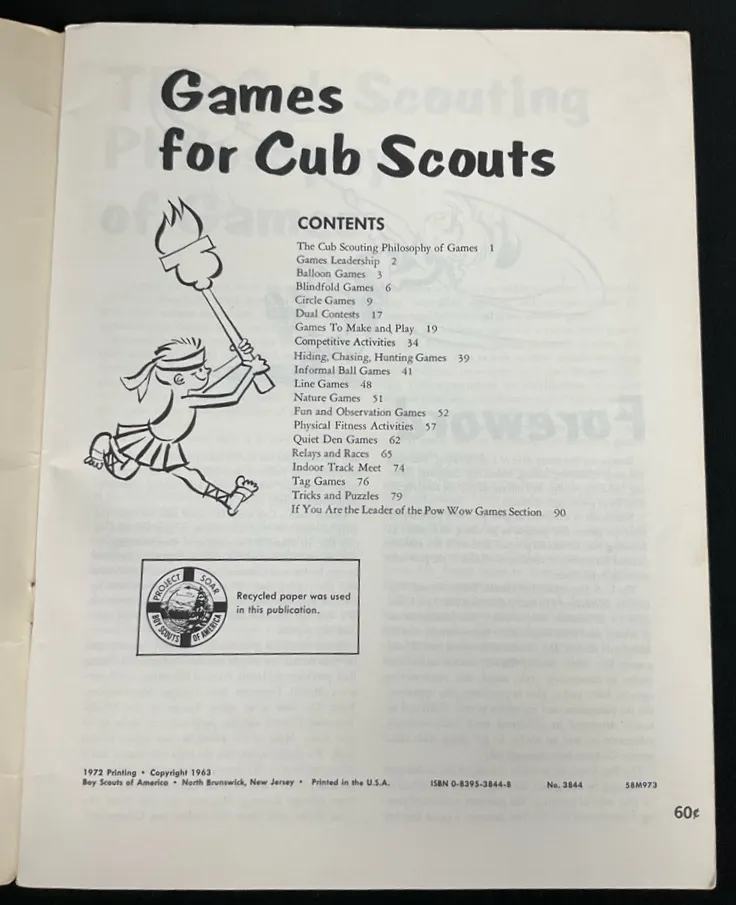 Games
for Cub Scouts
CONTENTS
The Cub Scouting Philosophy of Games 1
Games Leadership 2
Balloon Games 3
Blindfold Games 6
Circle Games 9
Dual Contests 17
Games To Make and Play 19
Competitive Activities 34
Hiding, Chasing, Hunting Games 39
Informal Ball Games 41
Line Games 48
Nature Games 51
Fun and Observation Games 52
Physical Fitness Activities 57
Quiet Den Games 62
Relays and Races 65
Indoor Track Meet 74
Tag Games 76
Tricks and Puzzles 79
If You Are the Leader of the Pow Wow Games Section 90
PROJECT SOAR
BOY SCOUTS OF AMERICA
Recycled paper was used
in this publication.
1972 Printing • Copyright 1963
Boy Scouts of America • North Brunswick, New Jersey • Printed in the U.S.A. ISBN 0-8395-3844-8 No. 3844 58M973
60¢